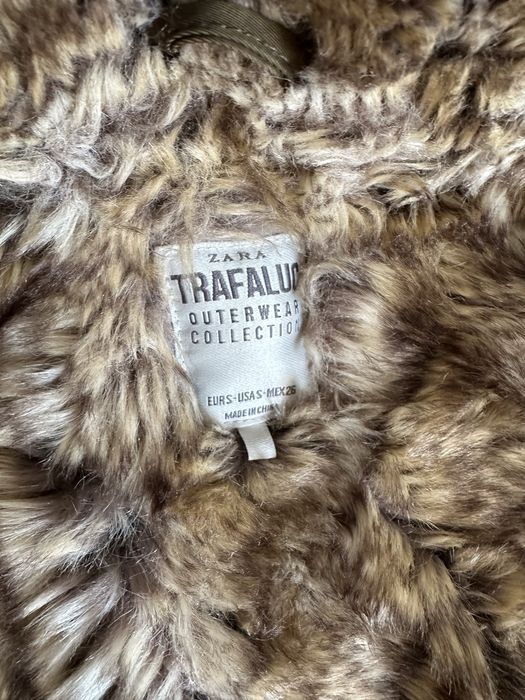 ZARA
TRAFALUC
OUTERWEAR
COLLECTION
EUR S - USA S - MEX 26
MADE IN CHINA